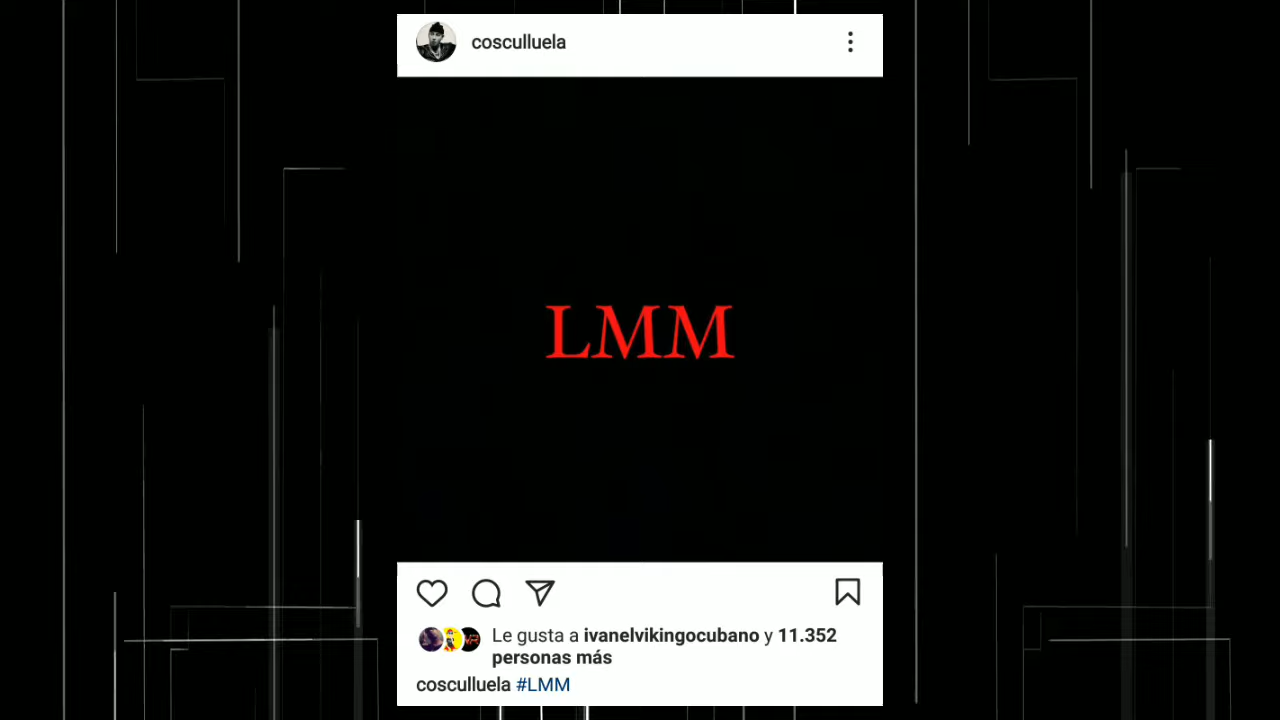 cosculluela
LMM
Le gusta a ivanelvikingocubano y 11.352
personas más
cosculluela #LMM